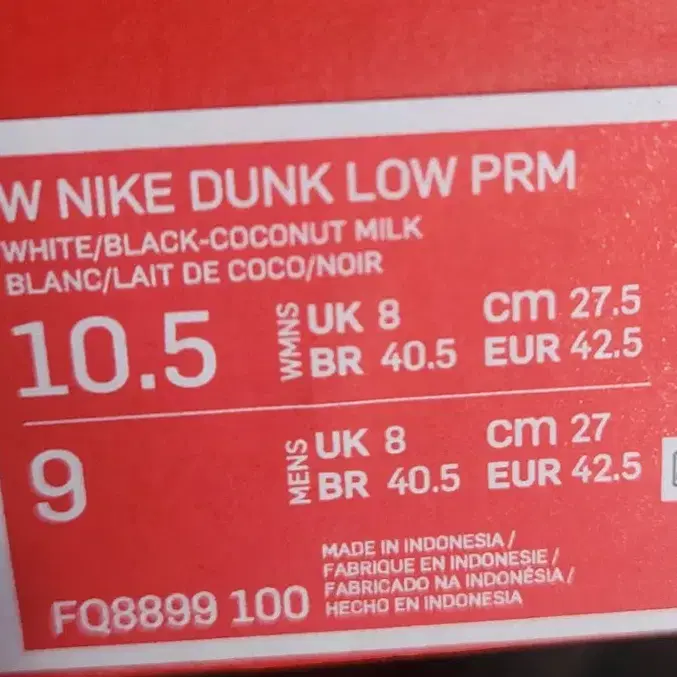 W NIKE DUNK LOW PRM
WHITE/BLACK-COCONUT MILK
BLANC/LAIT DE COCO/NOIR
10.5 WMNS UK 8 cm 27.5
BR 40.5 EUR 42.5
9 MENS UK 8 cm 27
BR 40.5 EUR 42.5
MADE IN INDONESIA /
FABRIQUE EN INDONESIE /
FABRICADO NA INDONÉSIA /
HECHO EN INDONESIA
FQ8899 100